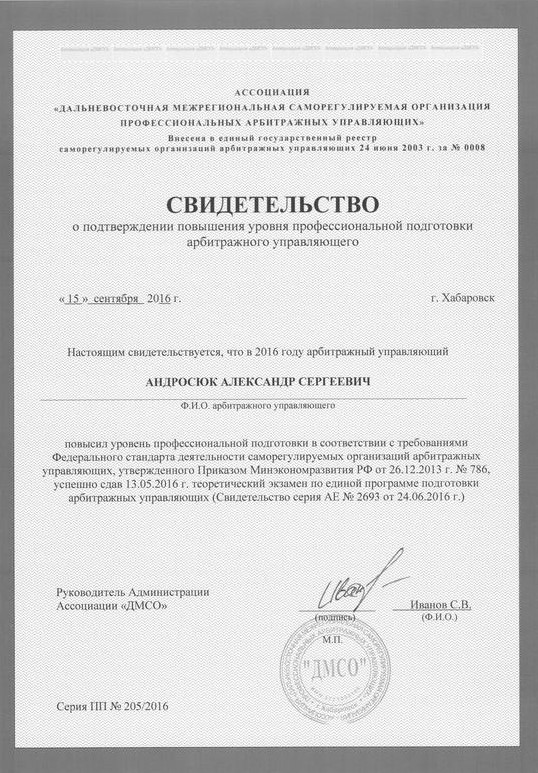 АССОЦИАЦИЯ
«ДАЛЬНЕВОСТОЧНАЯ МЕЖРЕГИОНАЛЬНАЯ САМОРЕГУЛИРУЕМАЯ ОРГАНИЗАЦИЯ
ПРОФЕССИОНАЛЬНЫХ АРБИТРАЖНЫХ УПРАВЛЯЮЩИХ»
Внесена в единый государственный реестр
саморегулируемых организаций арбитражных управляющих 24 июня 2003 г. за № 0008
СВИДЕТЕЛЬСТВО
о подтверждении повышения уровня профессиональной подготовки
арбитражного управляющего
« 15 » сентября 2016 г. г. Хабаровск
Настоящим свидетельствуется, что в 2016 году арбитражный управляющий
АНДРОСЮК АЛЕКСАНДР СЕРГЕЕВИЧ
Ф.И.О. арбитражного управляющего
повысил уровень профессиональной подготовки в соответствии с требованиями
Федерального стандарта деятельности саморегулируемых организаций арбитражных
управляющих, утвержденного Приказом Минэкономразвития РФ от 26.12.2013 г. № 786,
успешно сдав 13.05.2016 г. теоретический экзамен по единой программе подготовки
арбитражных управляющих (Свидетельство серия АЕ № 2693 от 24.06.2016 г.)
Руководитель Администрации
Ассоциации «ДМСО»
Иванов С.В.
(подпись) (Ф.И.О.)
М.П.
"ДМСО"
г. Хабаровск
Серия ПП № 205/2016